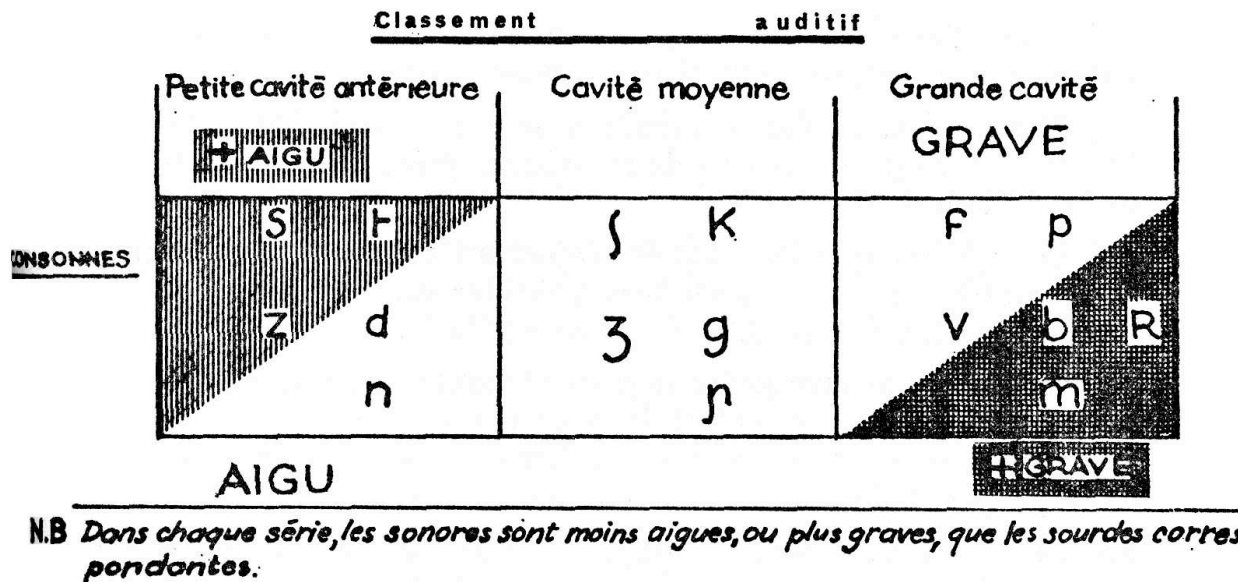 Classement auditif
Petite cavité antérieure Cavité moyenne Grande cavité
+ AIGU GRAVE
S t ʃ K F p
CONSONNES
Z d ʒ g V b R
n ɲ m
AIGU + GRAVE
N.B Dans chaque série, les sonores sont moins aigues, ou plus graves, que les sourdes corres
pondantes.